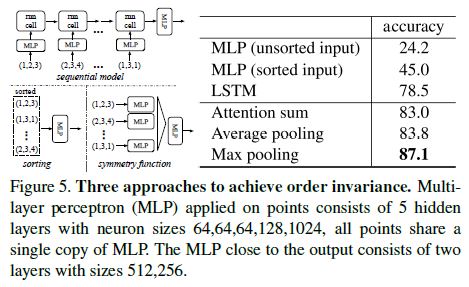 rnn cell
rnn cell
...
rnn cell
MLP
MLP
MLP
...
MLP
(1,2,3)
(2,3,4)
...
(1,3,1)
sequential model
sorted
(1,2,3)
(1,3,1)
(2,3,4)
MLP
sorting
(1,2,3)
MLP
(2,3,4)
MLP
(1,3,1)
MLP
MLP
symmetry function
accuracy
MLP (unsorted input) 24.2
MLP (sorted input) 45.0
LSTM 78.5
Attention sum 83.0
Average pooling 83.8
Max pooling 87.1
Figure 5. Three approaches to achieve order invariance. Multi-
layer perceptron (MLP) applied on points consists of 5 hidden
layers with neuron sizes 64,64,64,128,1024, all points share a
single copy of MLP. The MLP close to the output consists of two
layers with sizes 512,256.